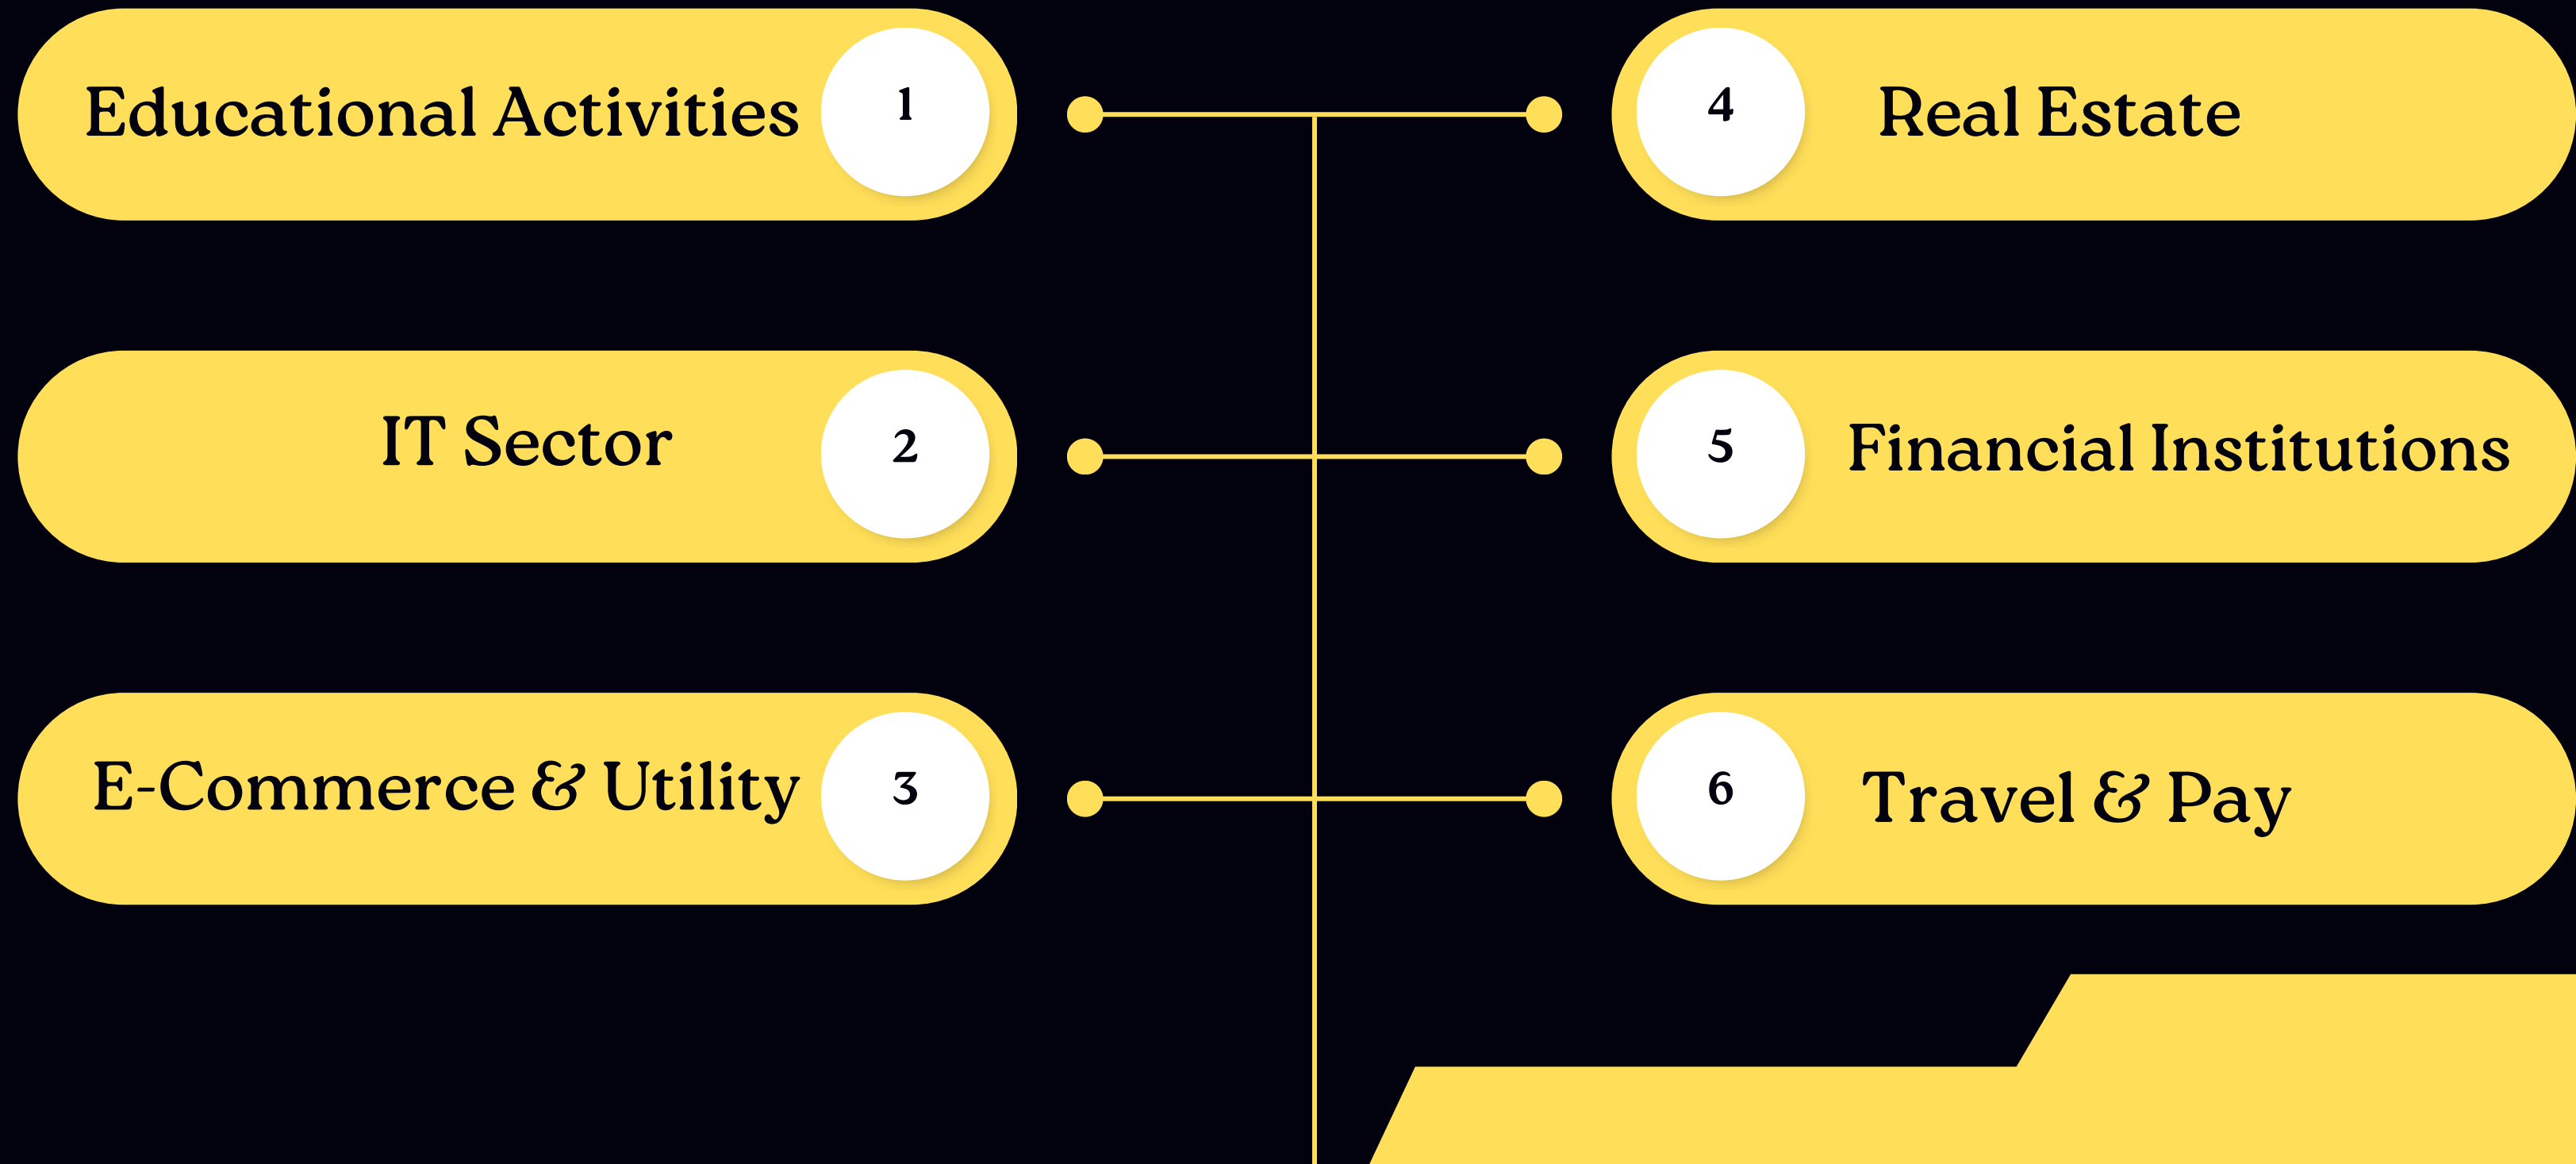 Educational Activities
1
IT Sector
2
E-Commerce & Utility
3
4
Real Estate
5
Financial Institutions
6
Travel & Pay